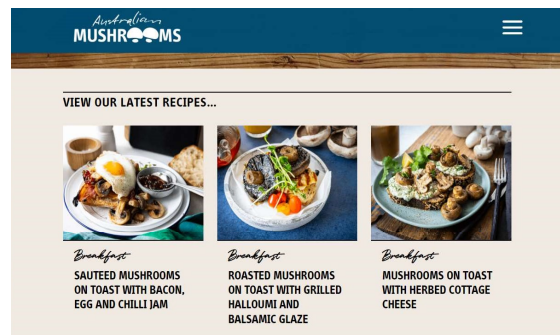 Australian
MUSHROOMS
VIEW OUR LATEST RECIPES...
Breakfast
SAUTEED MUSHROOMS
ON TOAST WITH BACON,
EGG AND CHILLI JAM
Breakfast
ROASTED MUSHROOMS
ON TOAST WITH GRILLED
HALLOUMI AND
BALSAMIC GLAZE
Breakfast
MUSHROOMS ON TOAST
WITH HERBED COTTAGE
CHEESE